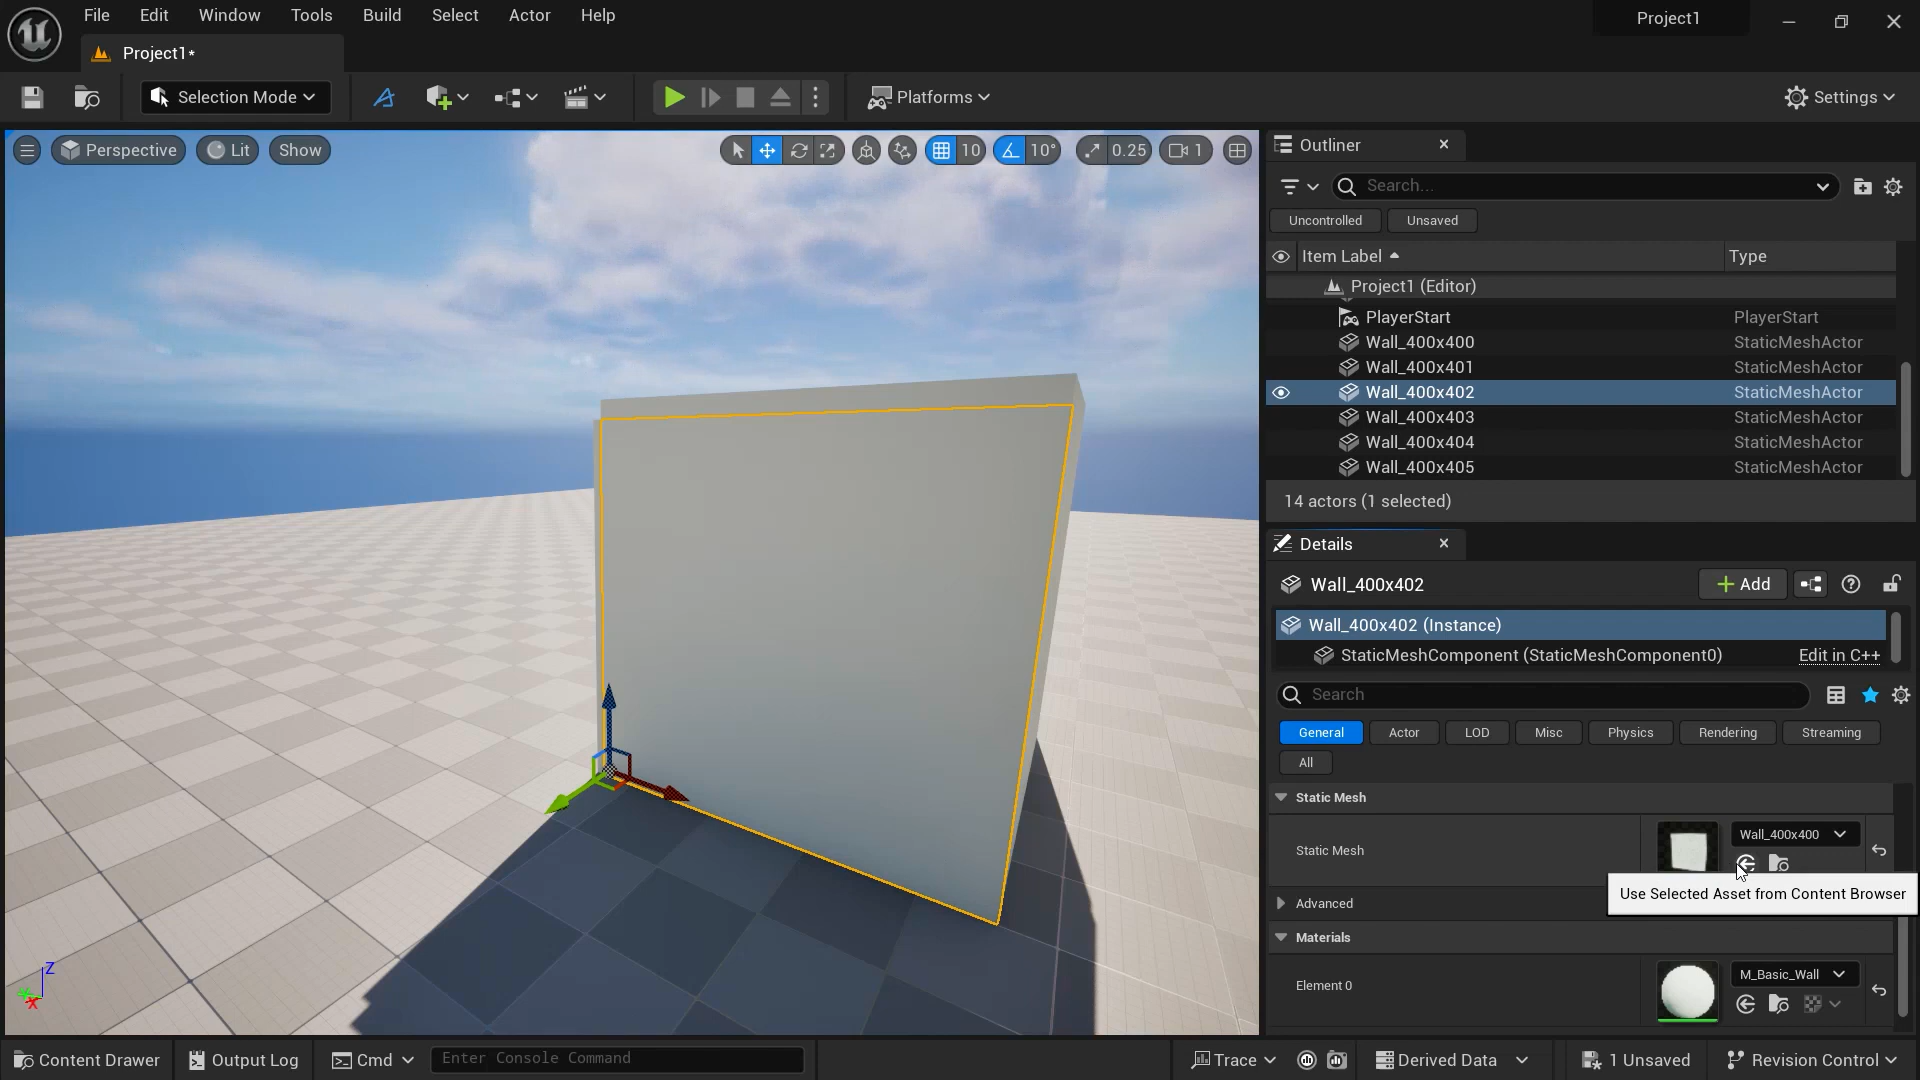 File Edit Window Tools Build Select Actor Help
Project1
Project1*
Selection Mode
Platforms
Settings
Perspective
Lit
Show
10
10°
0.25
1
Z
X
Outliner
Search...
Uncontrolled
Unsaved
Item Label
Type
Project1 (Editor)
PlayerStart PlayerStart
Wall_400x400 StaticMeshActor
Wall_400x401 StaticMeshActor
Wall_400x402 StaticMeshActor
Wall_400x403 StaticMeshActor
Wall_400x404 StaticMeshActor
Wall_400x405 StaticMeshActor
14 actors (1 selected)
Details
Wall_400x402
Add
Wall_400x402 (Instance)
StaticMeshComponent (StaticMeshComponent0) Edit in C++
Search
General Actor LOD Misc Physics Rendering Streaming
All
Static Mesh
Static Mesh
Wall_400x400
Use Selected Asset from Content Browser
Advanced
Materials
Element 0
M_Basic_Wall
Content Drawer
Output Log
Cmd
Enter Console Command
Trace
Derived Data
1 Unsaved
Revision Control